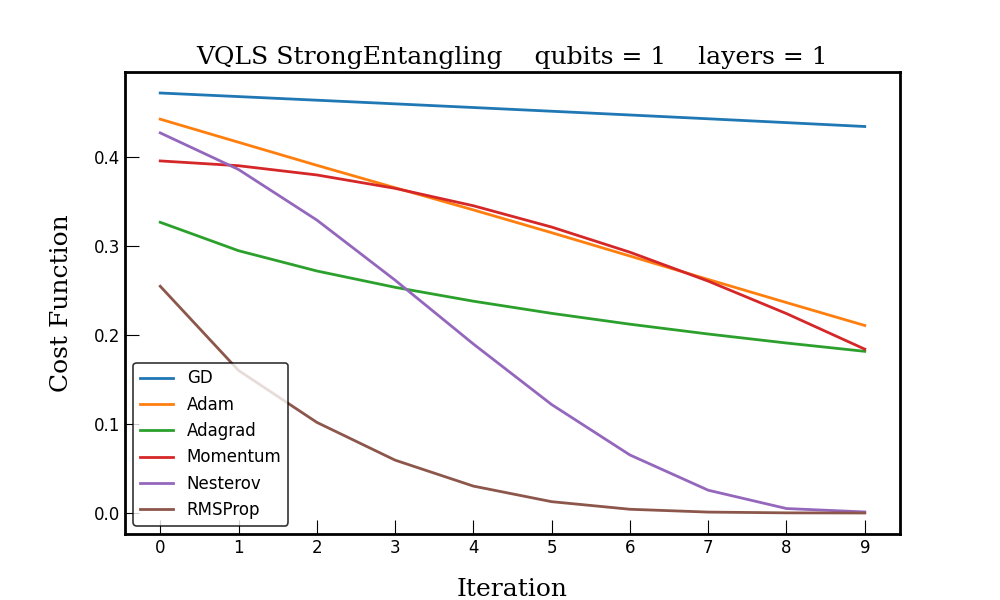 VQLS StrongEntangling    qubits = 1    layers = 1
Cost Function
0.4
0.3
0.2
0.1
0.0
GD
Adam
Adagrad
Momentum
Nesterov
RMSProp
0 1 2 3 4 5 6 7 8 9
Iteration